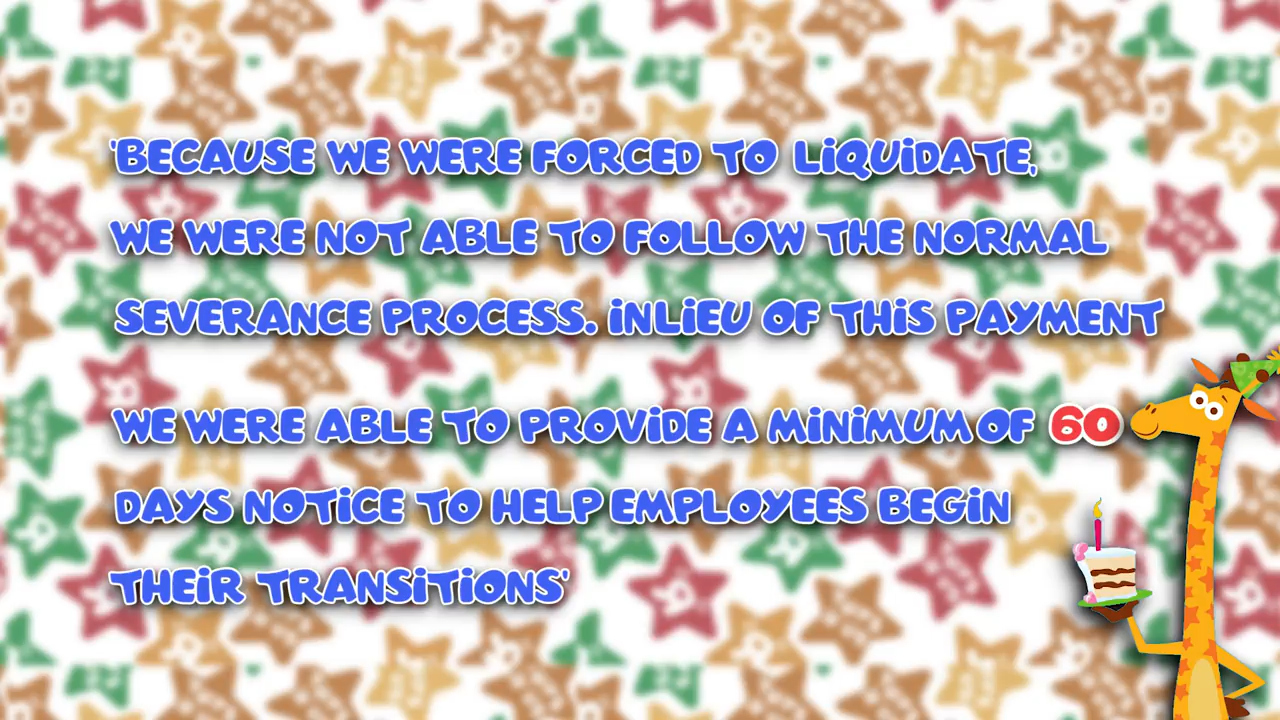 'BECAUSE WE WERE FORCED TO LIQUIDATE,
WE WERE NOT ABLE TO FOLLOW THE NORMAL
SEVERANCE PROCESS. INLIEU OF THIS PAYMENT
WE WERE ABLE TO PROVIDE A MINIMUM OF 60
DAYS NOTICE TO HELP EMPLOYEES BEGIN
THEIR TRANSITIONS'